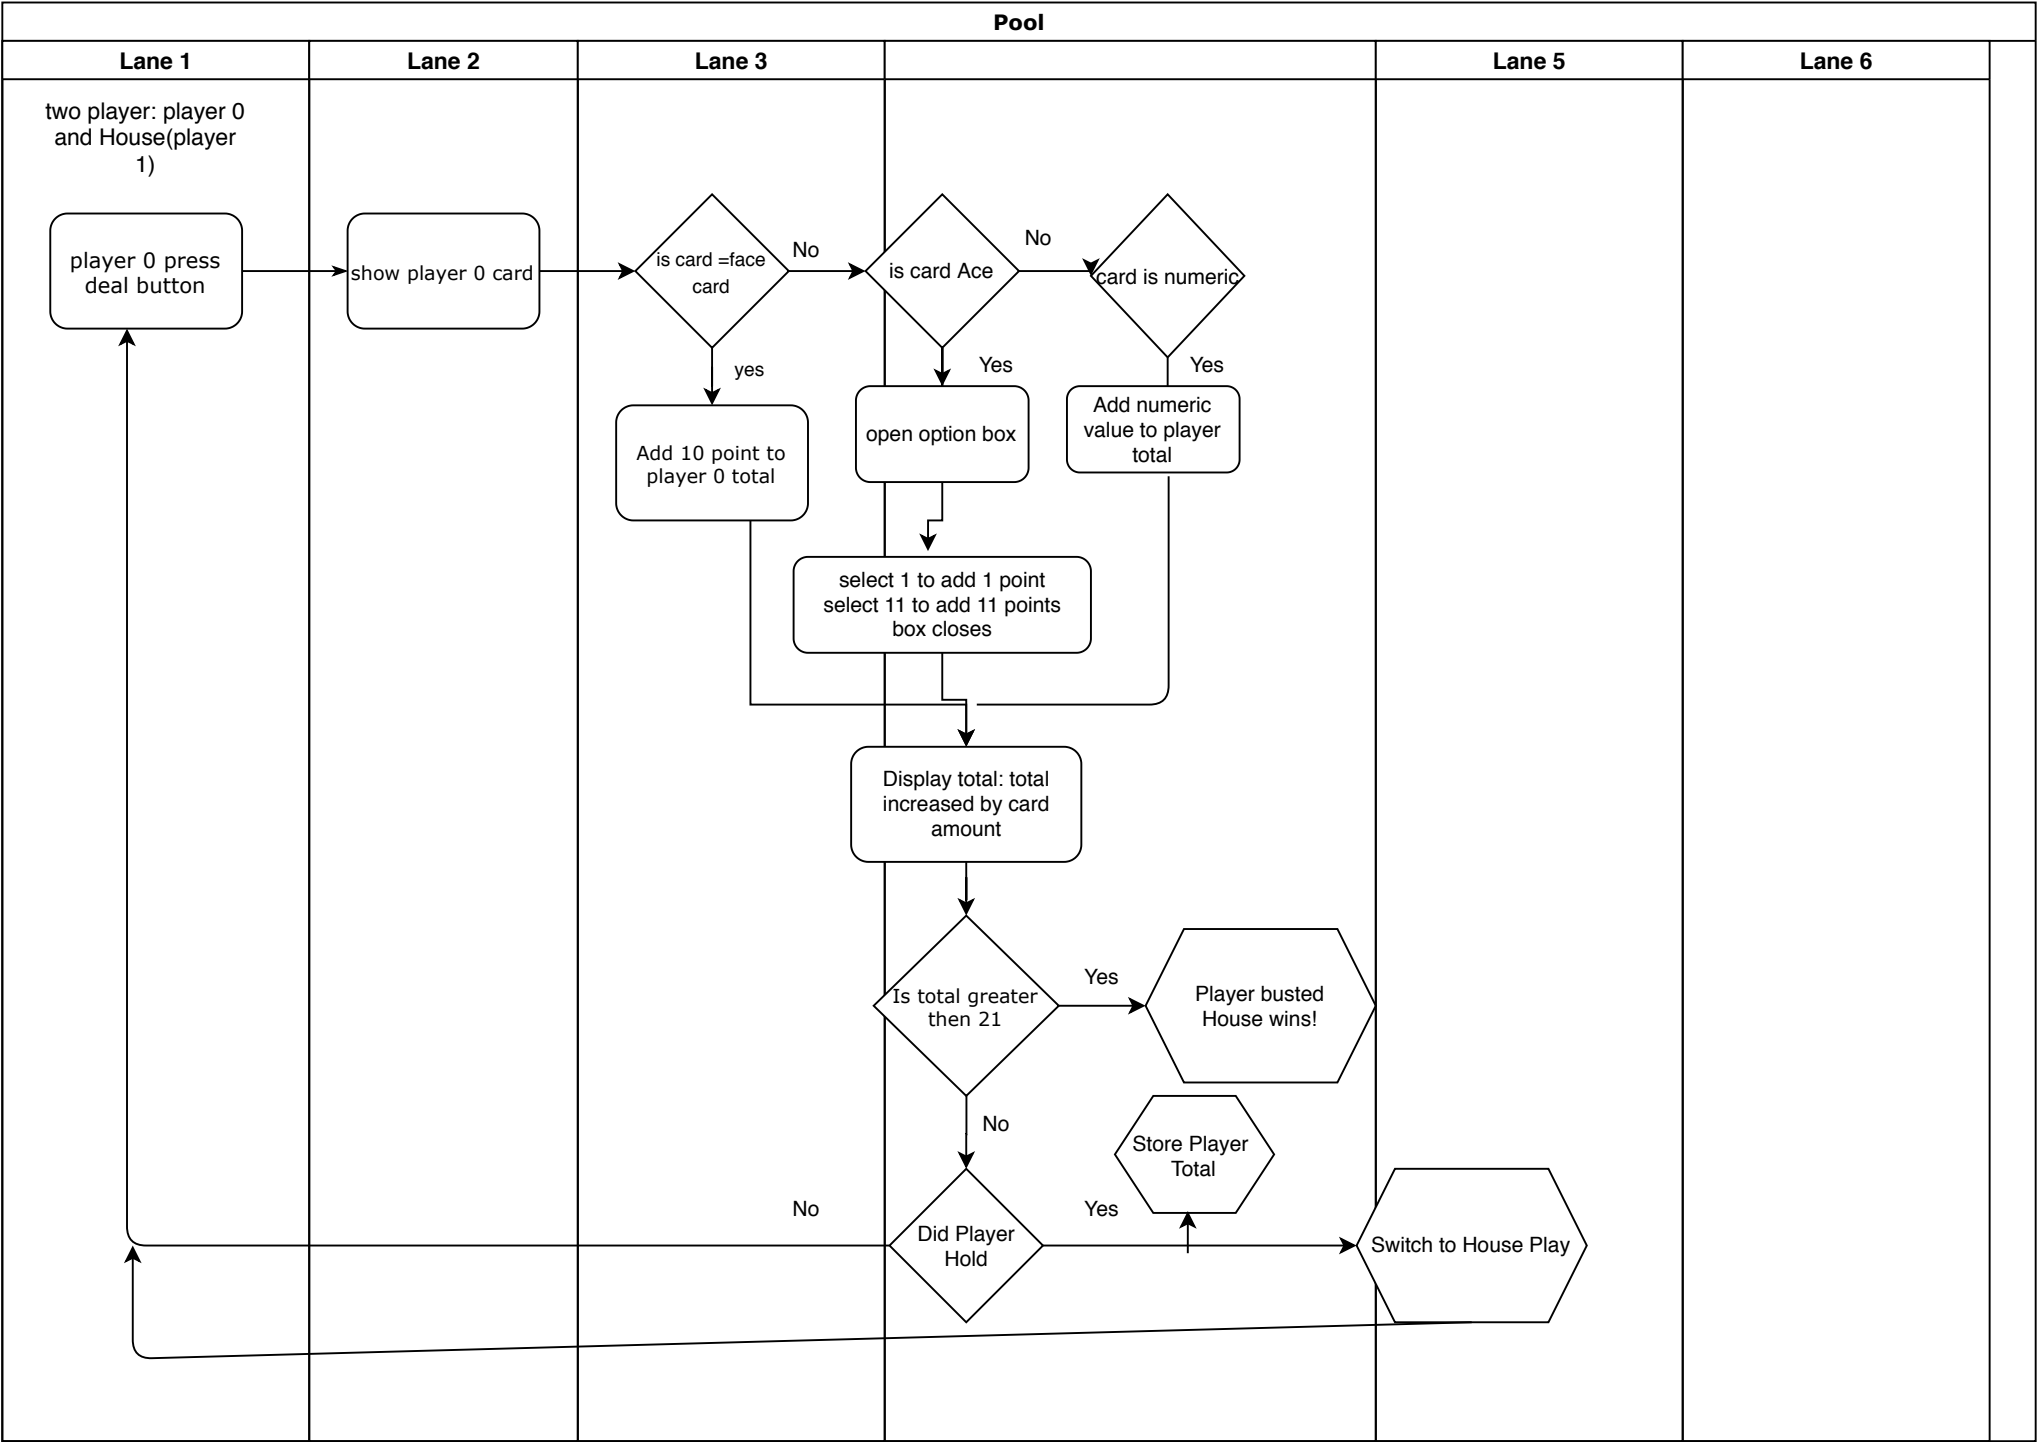 Pool
Lane 1
Lane 2
Lane 3
Lane 5
Lane 6
two player: player 0
and House(player
1)
player 0 press
deal button
show player 0 card
is card =face
card
No
is card Ace
No
card is numeric
yes
Yes
Yes
Add 10 point to
player 0 total
open option box
Add numeric
value to player
total
select 1 to add 1 point
select 11 to add 11 points
box closes
Display total: total
increased by card
amount
Is total greater
then 21
Yes
Player busted
House wins!
No
Store Player
Total
No
Did Player
Hold
Yes
Switch to House Play